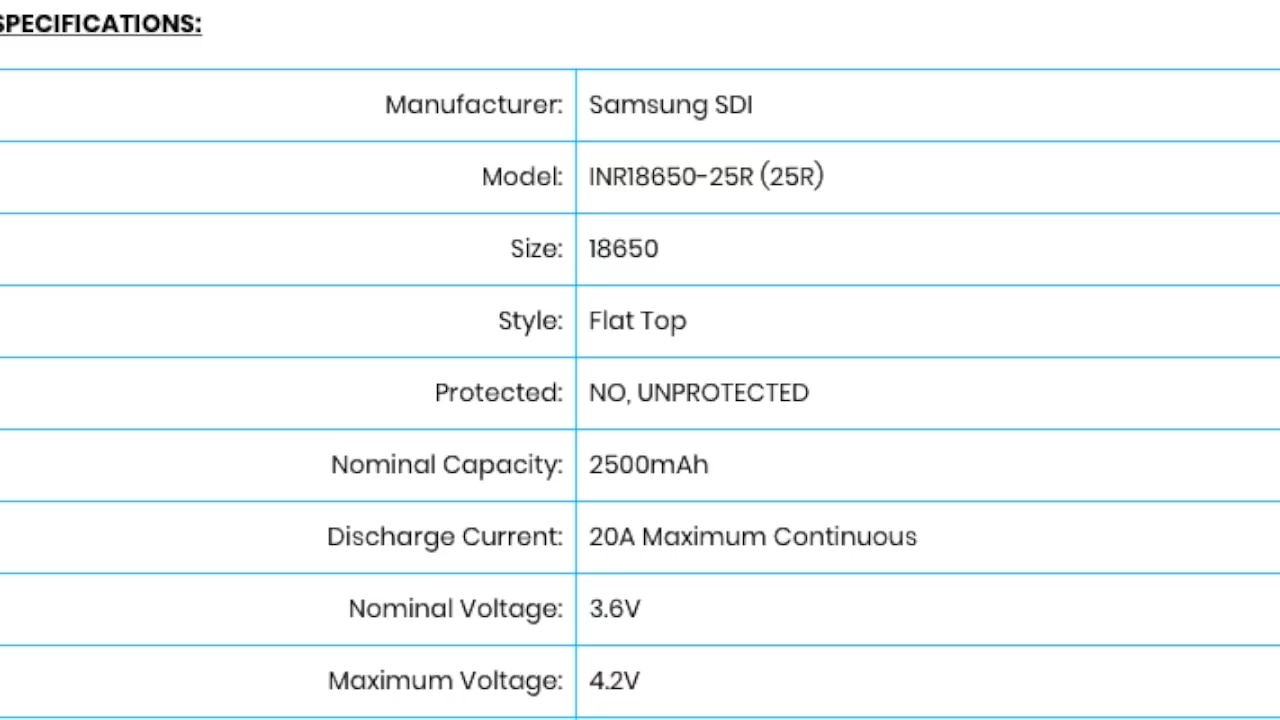 SPECIFICATIONS:
Manufacturer: Samsung SDI
Model: INR18650-25R (25R)
Size: 18650
Style: Flat Top
Protected: NO, UNPROTECTED
Nominal Capacity: 2500mAh
Discharge Current: 20A Maximum Continuous
Nominal Voltage: 3.6V
Maximum Voltage: 4.2V